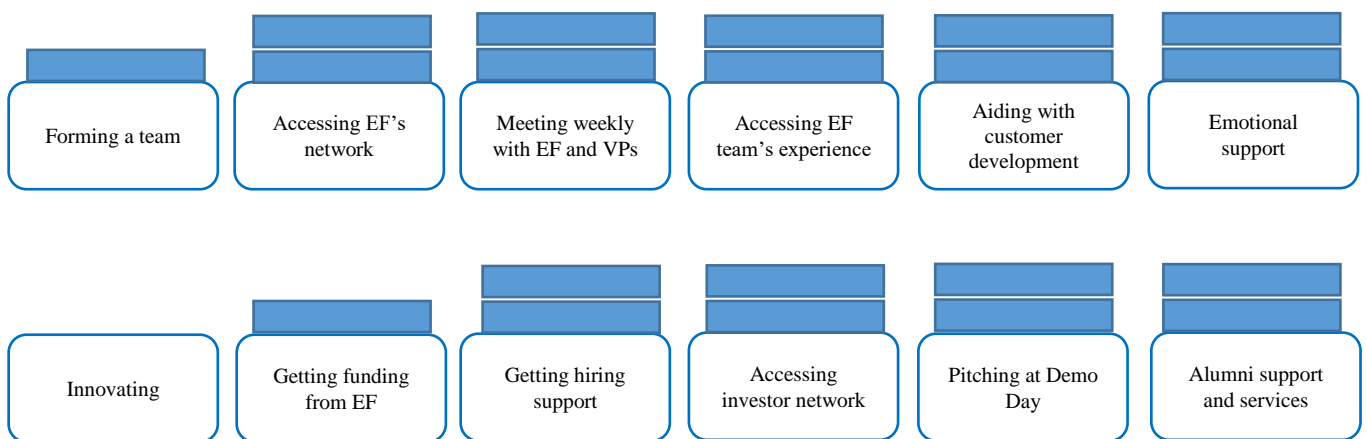 Forming a team
Accessing EF’s
network
Meeting weekly
with EF and VPs
Accessing EF
team’s experience
Aiding with
customer
development
Emotional
support
Innovating
Getting funding
from EF
Getting hiring
support
Accessing
investor network
Pitching at Demo
Day
Alumni support
and services